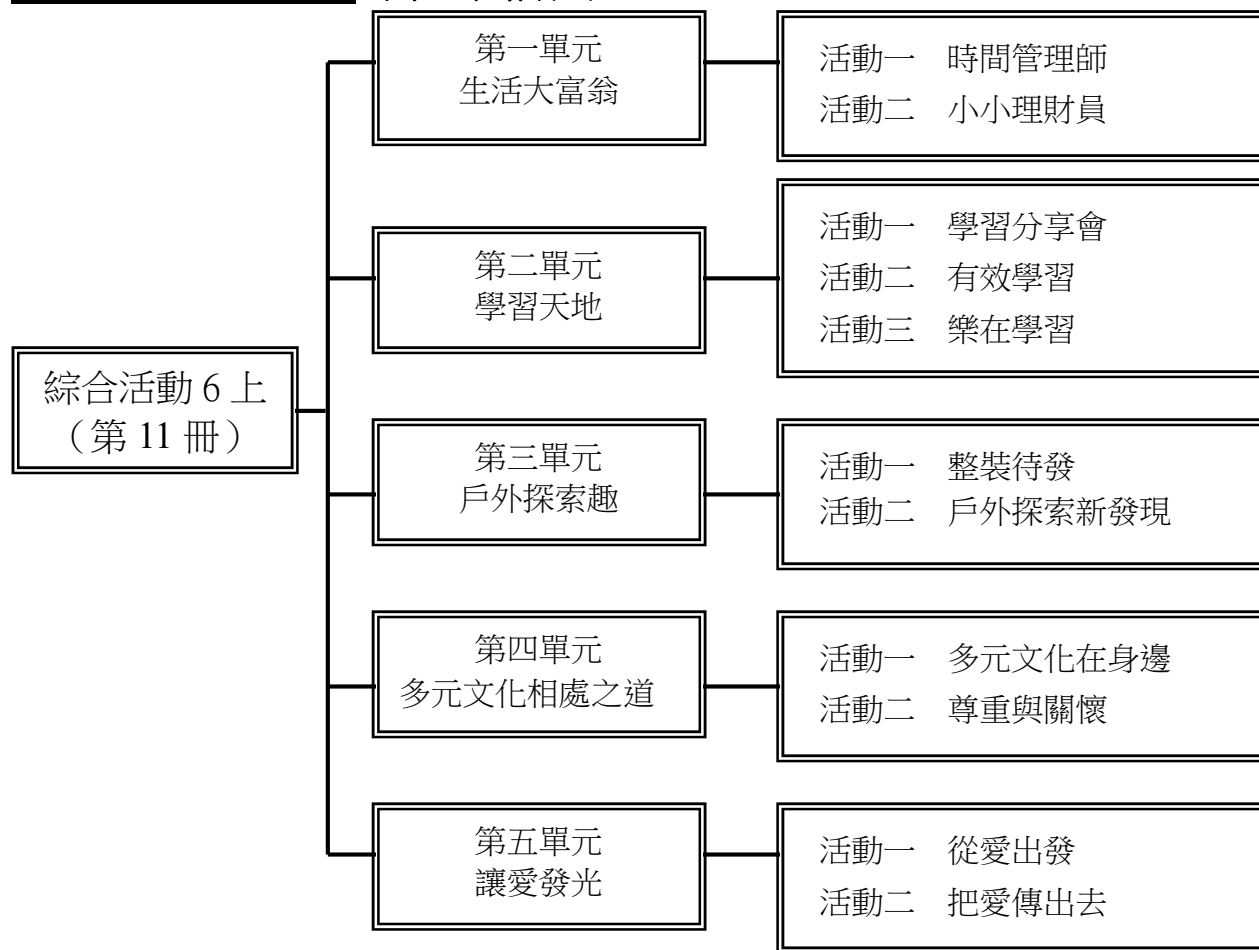 綜合活動 6 上
（第 11 冊）
第一單元
生活大富翁
活動一　時間管理師
活動二　小小理財員
第二單元
學習天地
活動一　學習分享會
活動二　有效學習
活動三　樂在學習
第三單元
戶外探索趣
活動一　整裝待發
活動二　戶外探索新發現
第四單元
多元文化相處之道
活動一　多元文化在身邊
活動二　尊重與關懷
第五單元
讓愛發光
活動一　從愛出發
活動二　把愛傳出去